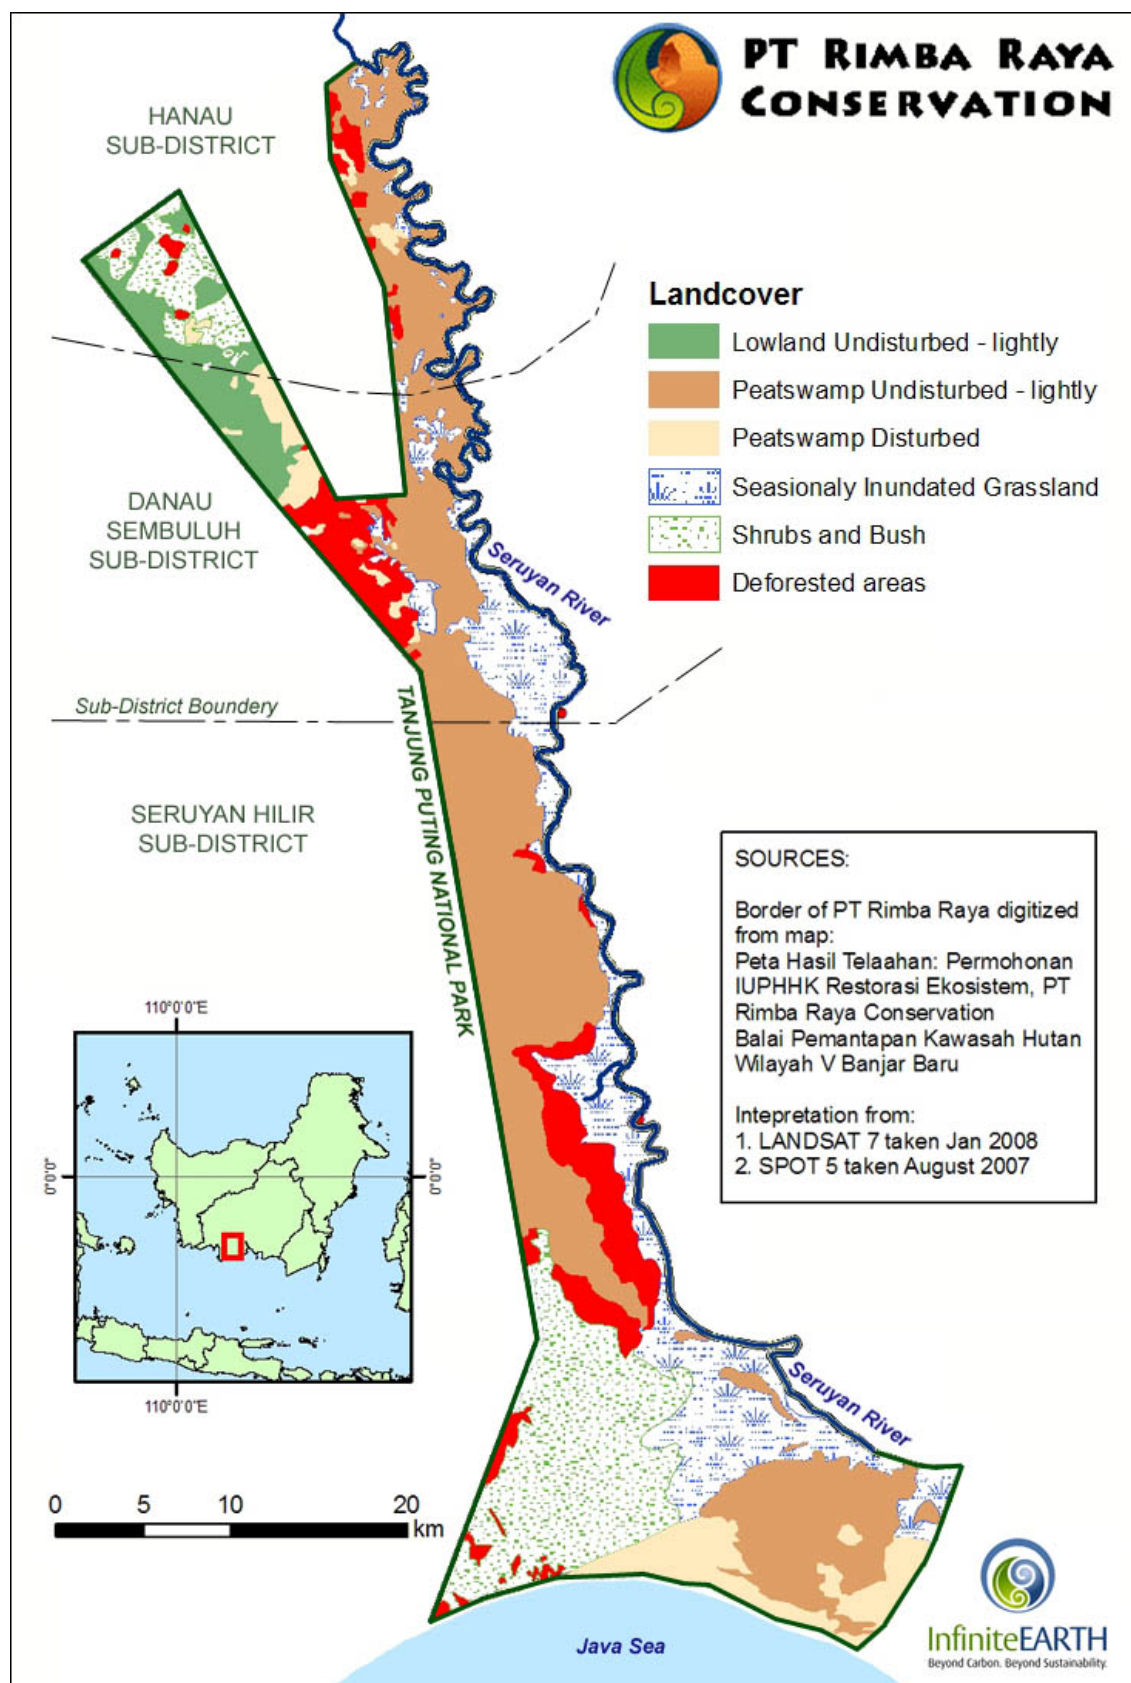 PT RIMBA RAYA
CONSERVATION
HANAU
SUB-DISTRICT
Landcover
Lowland Undisturbed - lightly
Peatswamp Undisturbed - lightly
Peatswamp Disturbed
Seasionaly Inundated Grassland
Shrubs and Bush
Deforested areas
DANAU
SEMBULUH
SUB-DISTRICT
Seruyan River
Sub-District Boundery
TANJUNG PUTING NATIONAL PARK
SERUYAN HILIR
SUB-DISTRICT
SOURCES:
Border of PT Rimba Raya digitized
from map:
Peta Hasil Telaahan: Permohonan
IUPHHK Restorasi Ekosistem, PT
Rimba Raya Conservation
Balai Pemantapan Kawasah Hutan
Wilayah V Banjar Baru
Intepretation from:
1. LANDSAT 7 taken Jan 2008
2. SPOT 5 taken August 2007
110°0'0"E
0°0'0"
0°0'0"
110°0'0"E
Seruyan River
0 5 10 20
km
Java Sea
InfiniteEARTH
Beyond Carbon. Beyond Sustainability.